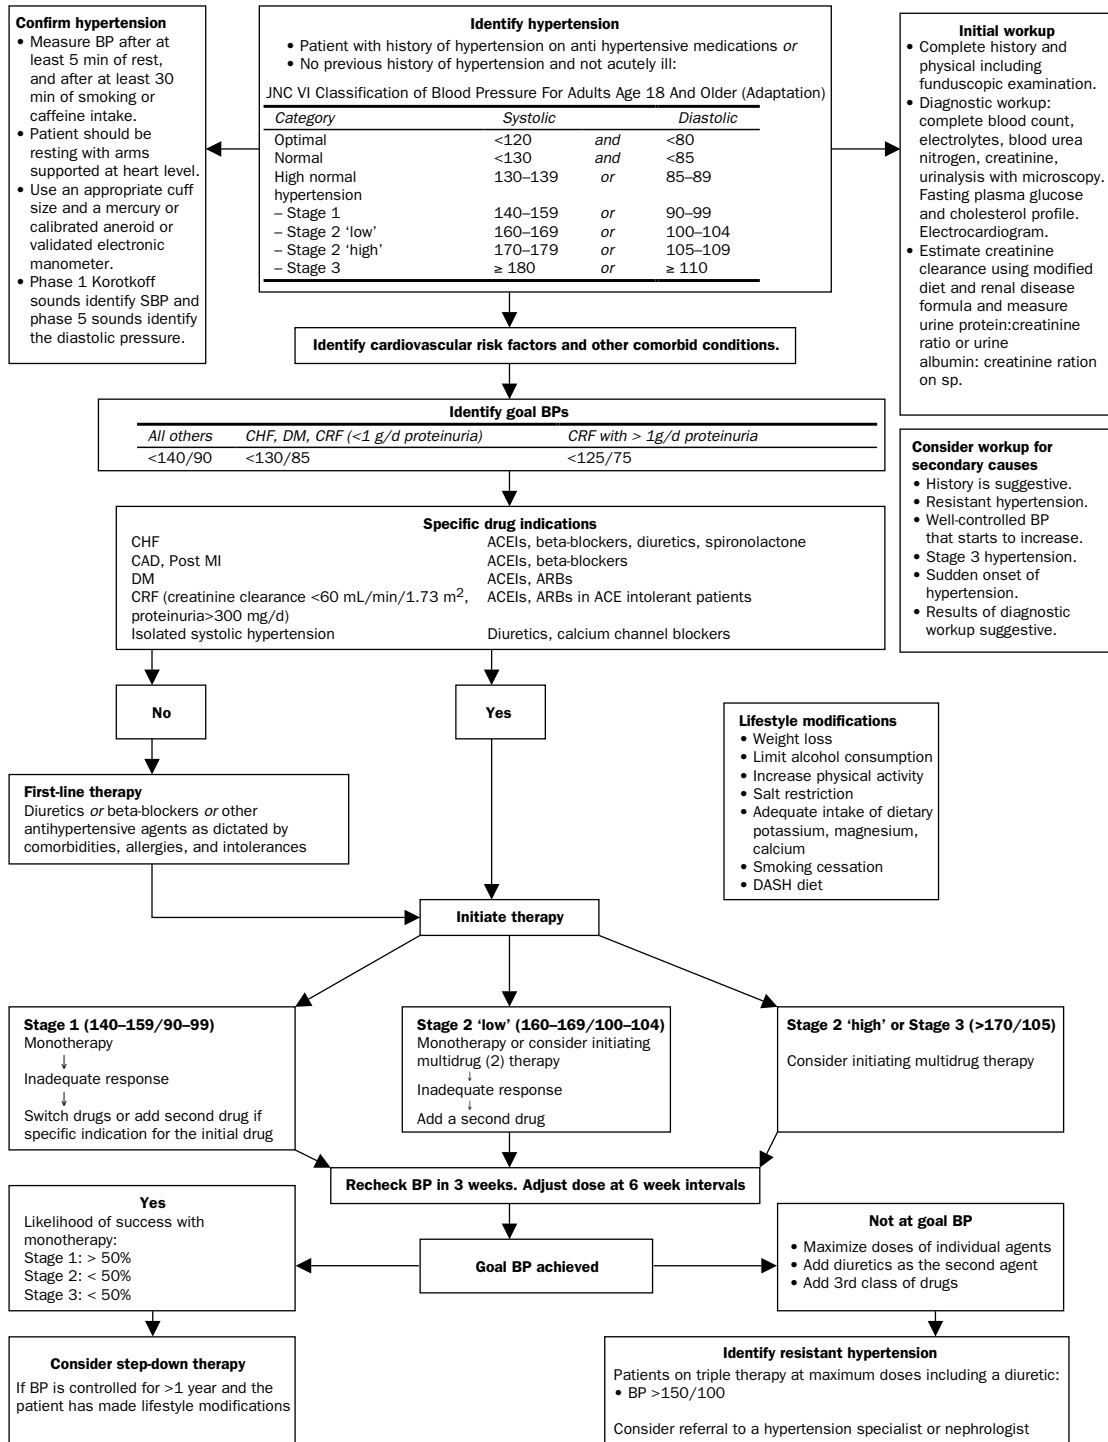 Confirm hypertension
• Measure BP after at
least 5 min of rest,
and after at least 30
min of smoking or
caffeine intake.
• Patient should be
resting with arms
supported at heart level.
• Use an appropriate cuff
size and a mercury or
calibrated aneroid or
validated electronic
manometer.
• Phase 1 Korotkoff
sounds identify SBP and
phase 5 sounds identify
the diastolic pressure.
Identify hypertension
• Patient with history of hypertension on anti hypertensive medications or
• No previous history of hypertension and not acutely ill:
JNC VI Classification of Blood Pressure For Adults Age 18 And Older (Adaptation)
Category Systolic Diastolic
Optimal <120 and <80
Normal <130 and <85
High normal 130–139 or 85–89
hypertension
– Stage 1 140–159 or 90–99
– Stage 2 ‘low’ 160–169 or 100–104
– Stage 2 ‘high’ 170–179 or 105–109
– Stage 3 ≥ 180 or ≥ 110
Initial workup
• Complete history and
physical including
funduscopic examination.
• Diagnostic workup:
complete blood count,
electrolytes, blood urea
nitrogen, creatinine,
urinalysis with microscopy.
Fasting plasma glucose
and cholesterol profile.
Electrocardiogram.
• Estimate creatinine
clearance using modified
diet and renal disease
formula and measure
urine protein:creatinine
ratio or urine
albumin: creatinine ration
on sp.
Identify cardiovascular risk factors and other comorbid conditions.
Identify goal BPs
All others CHF, DM, CRF (<1 g/d proteinuria) CRF with > 1g/d proteinuria
<140/90 <130/85 <125/75
Consider workup for
secondary causes
• History is suggestive.
• Resistant hypertension.
• Well-controlled BP
that starts to increase.
• Stage 3 hypertension.
• Sudden onset of
hypertension.
• Results of diagnostic
workup suggestive.
Specific drug indications
CHF ACEIs, beta-blockers, diuretics, spironolactone
CAD, Post MI ACEIs, beta-blockers
DM ACEIs, ARBs
CRF (creatinine clearance <60 mL/min/1.73 m², ACEIs, ARBs in ACE intolerant patients
proteinuria>300 mg/d)
Isolated systolic hypertension Diuretics, calcium channel blockers
No
Yes
Lifestyle modifications
• Weight loss
• Limit alcohol consumption
• Increase physical activity
• Salt restriction
• Adequate intake of dietary
potassium, magnesium,
calcium
• Smoking cessation
• DASH diet
First-line therapy
Diuretics or beta-blockers or other
antihypertensive agents as dictated by
comorbidities, allergies, and intolerances
Initiate therapy
Stage 1 (140–159/90–99)
Monotherapy
↓
Inadequate response
↓
Switch drugs or add second drug if
specific indication for the initial drug
Stage 2 ‘low’ (160–169/100–104)
Monotherapy or consider initiating
multidrug (2) therapy
↓
Inadequate response
↓
Add a second drug
Stage 2 ‘high’ or Stage 3 (>170/105)
Consider initiating multidrug therapy
Recheck BP in 3 weeks. Adjust dose at 6 week intervals
Yes
Likelihood of success with
monotherapy:
Stage 1: > 50%
Stage 2: < 50%
Stage 3: < 50%
Goal BP achieved
Not at goal BP
• Maximize doses of individual agents
• Add diuretics as the second agent
• Add 3rd class of drugs
Consider step-down therapy
If BP is controlled for >1 year and the
patient has made lifestyle modifications
Identify resistant hypertension
Patients on triple therapy at maximum doses including a diuretic:
• BP >150/100
Consider referral to a hypertension specialist or nephrologist